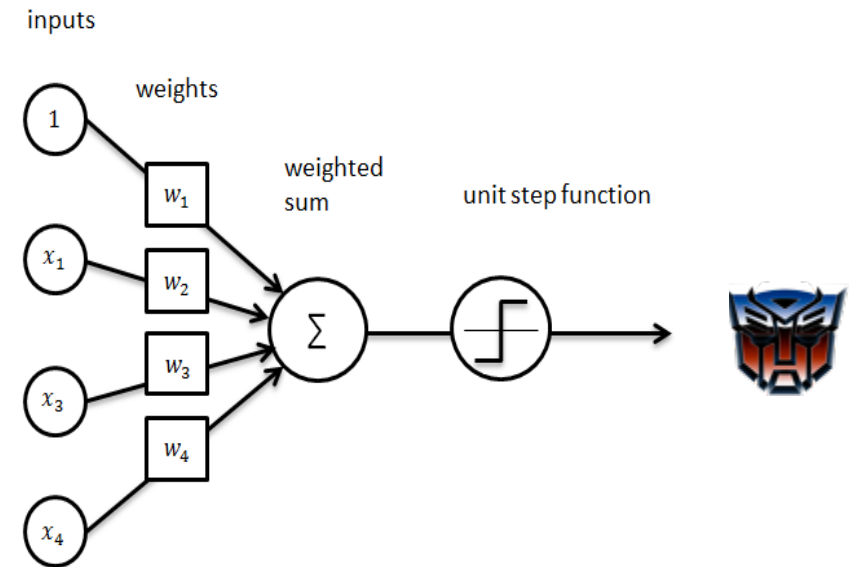 inputs
weights
1
weighted
sum
unit step function
w₁
x₁
w₂
∑
w₃
x₃
w₄
x₄